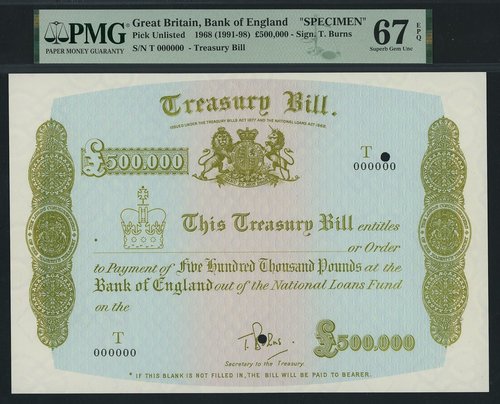 PMG
PAPER MONEY GUARANTY
Great Britain, Bank of England "SPECIMEN"
Pick Unlisted 1968 (1991-98) £500,000 - Sign. T. Burns
S/N T 000000 - Treasury Bill
67 EPQ
Superb Gem Unc
Treasury Bill.
ISSUED UNDER THE TREASURY BILLS ACT 1877 AND THE NATIONAL LOANS ACT 1968.
£500,000
T
000000
This Treasury Bill entitles
or Order
to Payment of Five Hundred Thousand Pounds at the
Bank of England out of the National Loans Fund
on the
T
000000
T. Burns
£500,000
Secretary to the Treasury.
* IF THIS BLANK IS NOT FILLED IN, THE BILL WILL BE PAID TO BEARER.